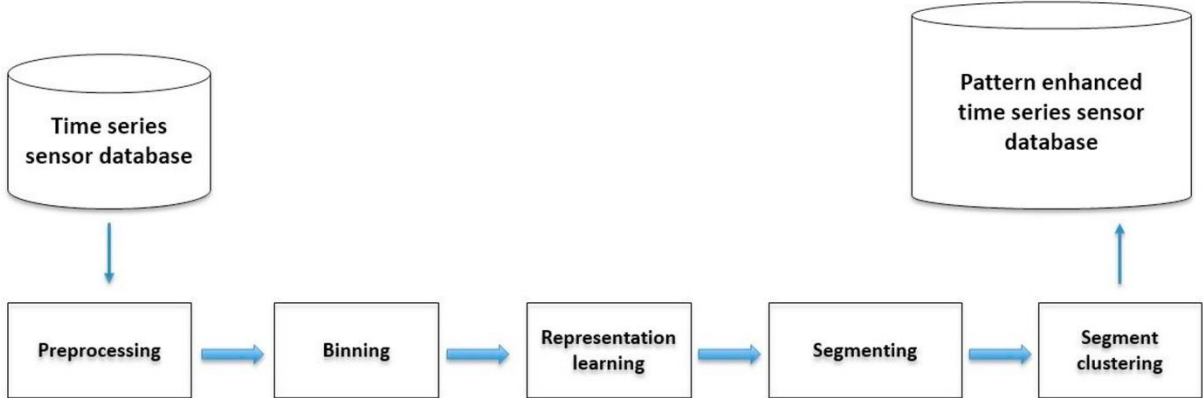 Time series
sensor database
Pattern enhanced
time series sensor
database
Preprocessing
Binning
Representation
learning
Segmenting
Segment
clustering